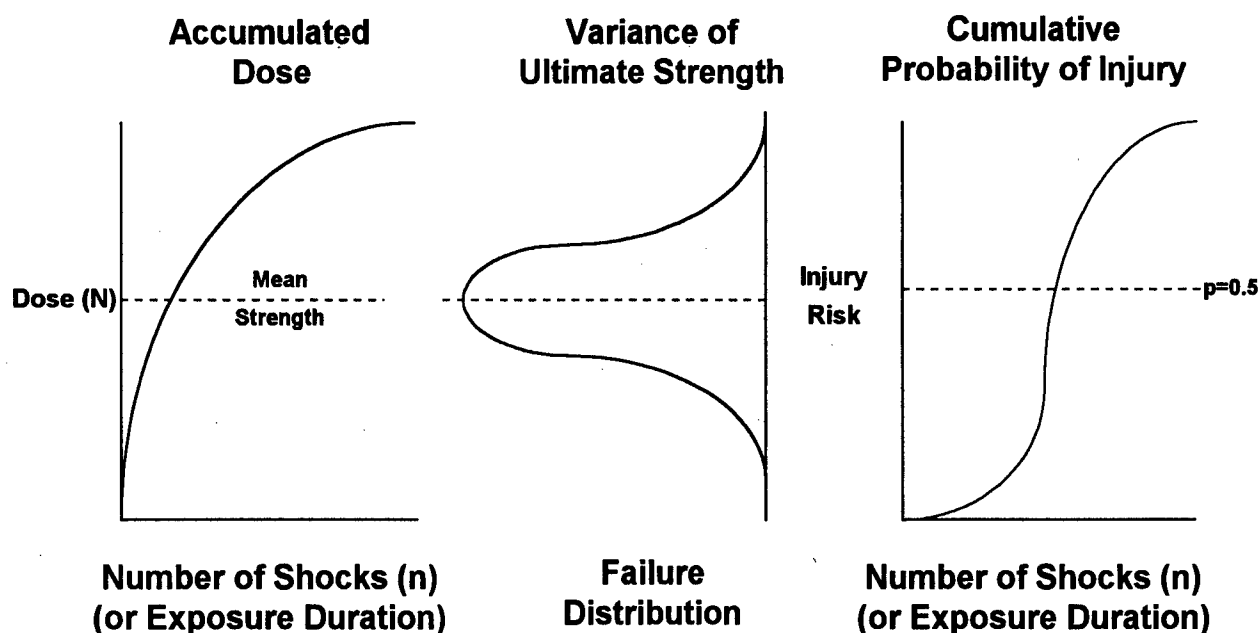 Accumulated
Dose
Variance of
Ultimate Strength
Cumulative
Probability of Injury
Dose (N)
Mean
Strength
Injury
Risk
p=0.5
Number of Shocks (n)
(or Exposure Duration)
Failure
Distribution
Number of Shocks (n)
(or Exposure Duration)